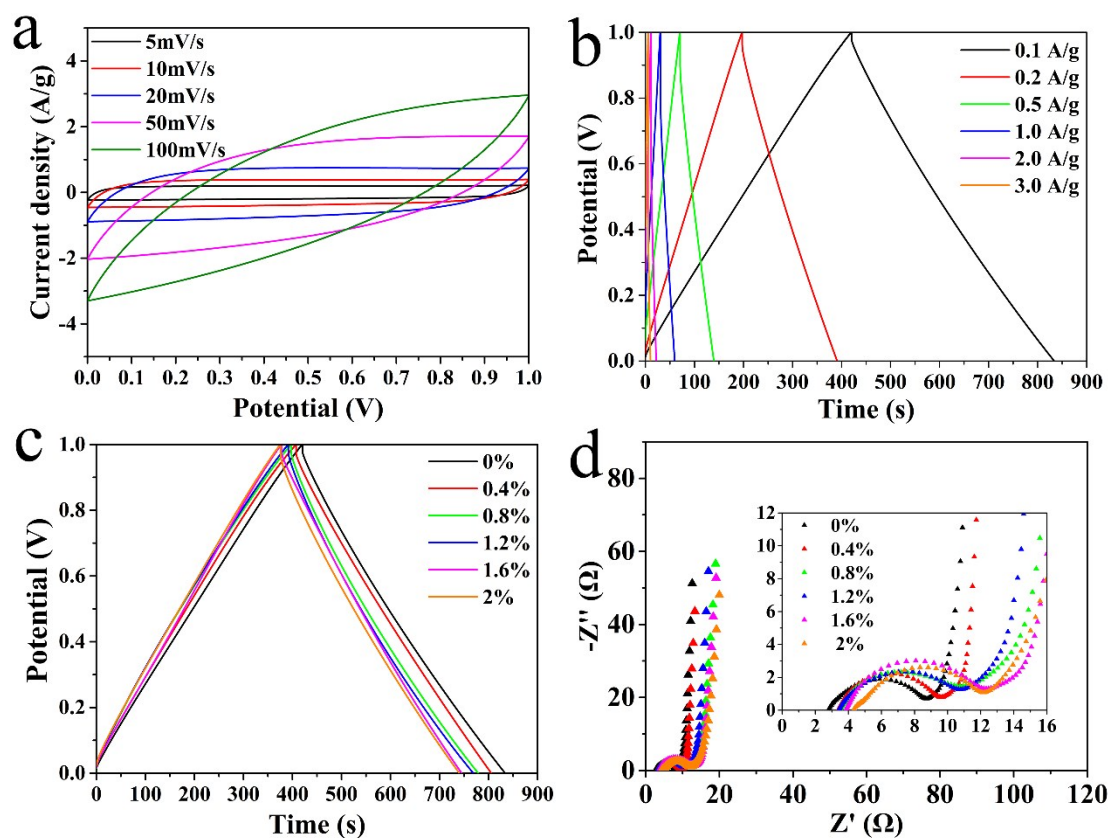 a
5mV/s
10mV/s
20mV/s
50mV/s
100mV/s
4
2
0
-2
-4
Current density (A/g)
0.0 0.1 0.2 0.3 0.4 0.5 0.6 0.7 0.8 0.9 1.0
Potential (V)
b
0.1 A/g
0.2 A/g
0.5 A/g
1.0 A/g
2.0 A/g
3.0 A/g
1.0
0.8
0.6
0.4
0.2
0.0
Potential (V)
0 100 200 300 400 500 600 700 800 900
Time (s)
c
0%
0.4%
0.8%
1.2%
1.6%
2%
1.0
0.8
0.6
0.4
0.2
0.0
Potential (V)
0 100 200 300 400 500 600 700 800 900
Time (s)
d
80
60
40
20
0
-Z'' (Ω)
0 20 40 60 80 100 120
Z' (Ω)
0%
0.4%
0.8%
1.2%
1.6%
2%
12
10
8
6
4
2
0
0 2 4 6 8 10 12 14 16